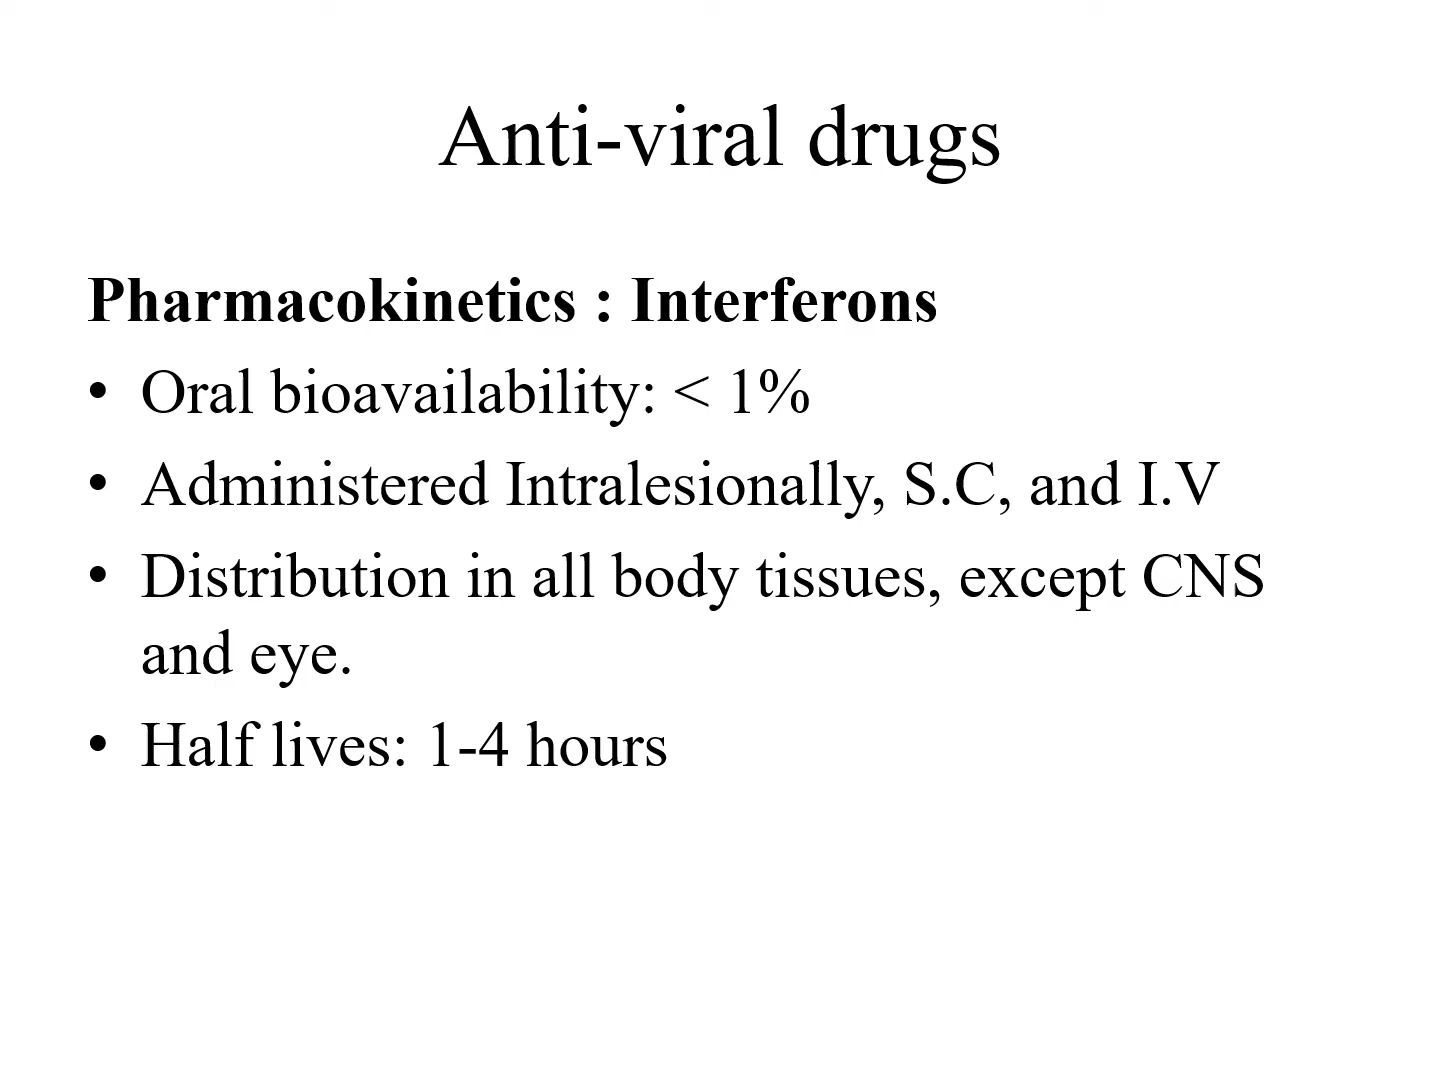 Anti-viral drugs
Pharmacokinetics : Interferons
• Oral bioavailability: < 1%
• Administered Intralesionally, S.C, and I.V
• Distribution in all body tissues, except CNS
and eye.
• Half lives: 1-4 hours